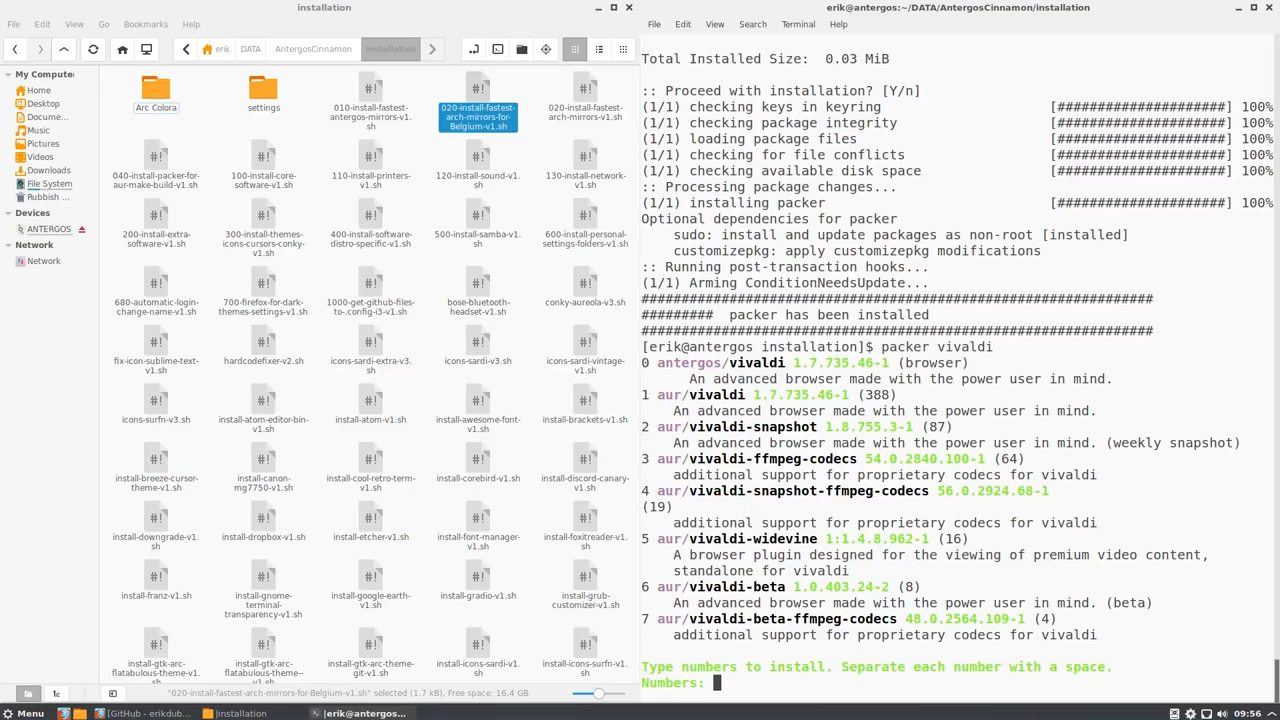 installation
File Edit View Go Bookmarks Help
erik DATA AntergosCinnamon installation
My Compute
Home
Desktop
Docume...
Music
Pictures
Videos
Downloads
File System
Rubbish ...
Devices
ANTERGOS
Network
Network
Arc Colora
settings
010-install-fastest-
antergos-mirrors-v1.
sh
020-install-fastest-
arch-mirrors-for-
Belgium-v1.sh
020-install-fastest-
arch-mirrors-v1.sh
040-install-packer-for-
aur-make-build-v1.sh
100-install-core-
software-v1.sh
110-install-printers-
v1.sh
120-install-sound-v1.
sh
130-install-network-
v1.sh
200-install-extra-
software-v1.sh
300-install-themes-
icons-cursors-conky-
v1.sh
400-install-software-
distro-specific-v1.sh
500-install-samba-v1.
sh
600-install-personal-
settings-folders-v1.sh
680-automatic-login-
change-name-v1.sh
700-firefox-for-dark-
themes-settings-v1.sh
1000-get-github-files-
to-.config-i3-v1.sh
bose-bluetooth-
headset-v1.sh
conky-aureola-v3.sh
fix-icon-sublime-text-
v1.sh
hardcodefixer-v2.sh
icons-sardi-extra-v3.
sh
icons-sardi-v3.sh
icons-sardi-vintage-
v1.sh
icons-surfn-v3.sh
install-atom-editor-bin-
v1.sh
install-atom-v1.sh
install-awesome-font-
v1.sh
install-brackets-v1.sh
install-breeze-cursor-
theme-v1.sh
install-canon-
mg7750-v1.sh
install-cool-retro-term-
v1.sh
install-corebird-v1.sh
install-discord-canary-
v1.sh
install-downgrade-v1.
sh
install-dropbox-v1.sh
install-etcher-v1.sh
install-font-manager-
v1.sh
install-foxitreader-v1.
sh
install-franz-v1.sh
install-gnome-
terminal-
transparency-v1.sh
install-google-earth-
v1.sh
install-gradio-v1.sh
install-grub-
customizer-v1.sh
install-gtk-arc-
flatabulous-theme-
v1.sh
install-gtk-arc-
flatabulous-theme--
install-gtk-arc-theme-
git-v1.sh
install-icons-sardi-v1.
sh
install-icons-surfn-v1.
sh
"020-install-fastest-arch-mirrors-for-Belgium-v1.sh" selected (1.7 kB), Free space: 16.4 GB
erik@antergos:~/DATA/AntergosCinnamon/installation
File Edit View Search Terminal Help
Total Installed Size: 0.03 MiB
:: Proceed with installation? [Y/n]
(1/1) checking keys in keyring [######################] 100%
(1/1) checking package integrity [######################] 100%
(1/1) loading package files [######################] 100%
(1/1) checking for file conflicts [######################] 100%
(1/1) checking available disk space [######################] 100%
:: Processing package changes...
(1/1) installing packer [######################] 100%
Optional dependencies for packer
sudo: install and update packages as non-root [installed]
customizepkg: apply customizepkg modifications
:: Running post-transaction hooks...
(1/1) Arming ConditionNeedsUpdate...
#################################################################
######### packer has been installed
#################################################################
[erik@antergos installation]$ packer vivaldi
0 antergos/vivaldi 1.7.735.46-1 (browser)
An advanced browser made with the power user in mind.
1 aur/vivaldi 1.7.735.46-1 (388)
An advanced browser made with the power user in mind.
2 aur/vivaldi-snapshot 1.8.755.3-1 (87)
An advanced browser made with the power user in mind. (weekly snapshot)
3 aur/vivaldi-ffmpeg-codecs 54.0.2840.100-1 (64)
additional support for proprietary codecs for vivaldi
4 aur/vivaldi-snapshot-ffmpeg-codecs 56.0.2924.68-1
(19)
additional support for proprietary codecs for vivaldi
5 aur/vivaldi-widevine 1:1.4.8.962-1 (16)
A browser plugin designed for the viewing of premium video content,
standalone for vivaldi
6 aur/vivaldi-beta 1.0.403.24-2 (8)
An advanced browser made with the power user in mind. (beta)
7 aur/vivaldi-beta-ffmpeg-codecs 48.0.2564.109-1 (4)
additional support for proprietary codecs for vivaldi
Type numbers to install. Separate each number with a space.
Numbers:
Menu [GitHub - erikdub... installation erik@antergos:... 09:56